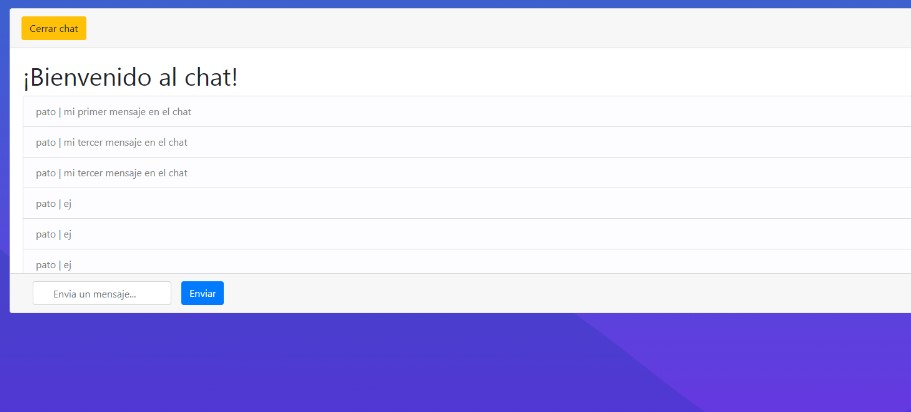 Cerrar chat
¡Bienvenido al chat!
pato | mi primer mensaje en el chat
pato | mi tercer mensaje en el chat
pato | mi tercer mensaje en el chat
pato | ej
pato | ej
pato | ej
Envia un mensaje...
Enviar